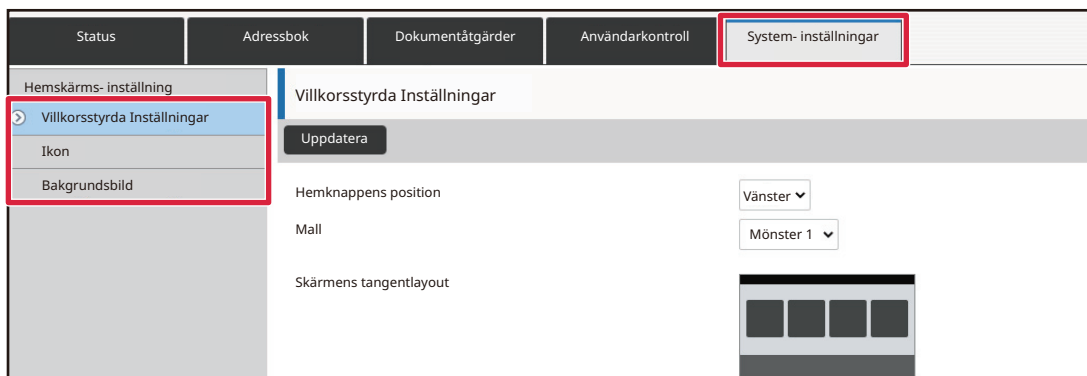 Status
Adressbok
Dokumentåtgärder
Användarkontroll
System- inställningar
Hemskärms- inställning
Villkorsstyrda Inställningar
Ikon
Bakgrundsbild
Villkorsstyrda Inställningar
Uppdatera
Hemknappens position
Vänster
Mall
Mönster 1
Skärmens tangentlayout